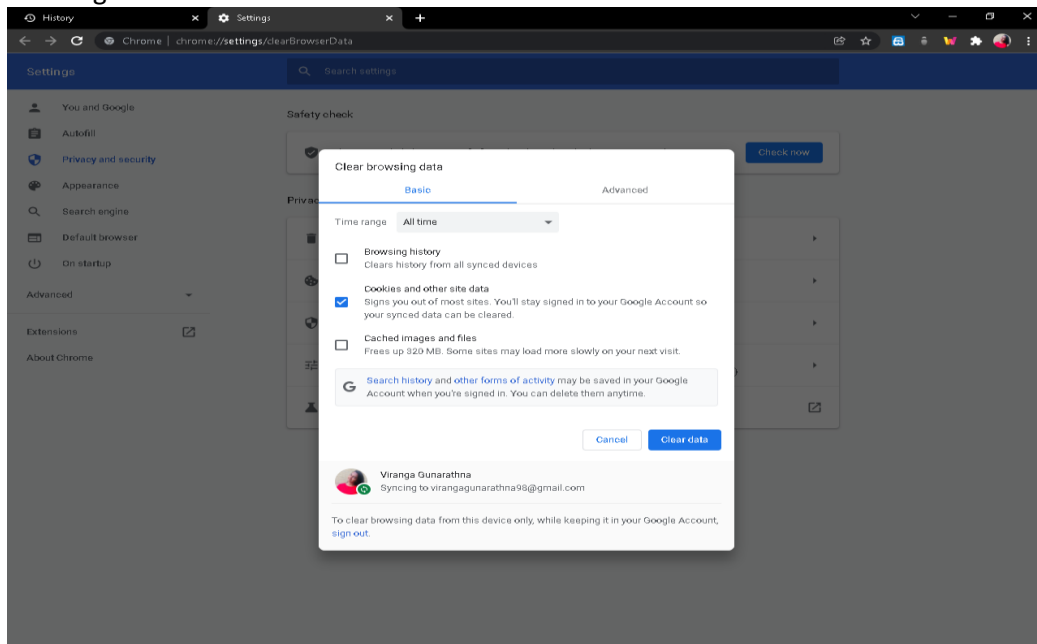 History
Settings
Chrome | chrome://settings/clearBrowserData
Settings
Search settings
You and Google
Autofill
Privacy and security
Appearance
Search engine
Default browser
On startup
Advanced
Extensions
About Chrome
Safety check
Check now
Clear browsing data
Basic
Advanced
Time range
All time
Browsing history
Clears history from all synced devices
Cookies and other site data
Signs you out of most sites. You'll stay signed in to your Google Account so
your synced data can be cleared.
Cached images and files
Frees up 320 MB. Some sites may load more slowly on your next visit.
Search history and other forms of activity may be saved in your Google
Account when you're signed in. You can delete them anytime.
Cancel
Clear data
Viranga Gunarathna
Syncing to virangagunarathna98@gmail.com
To clear browsing data from this device only, while keeping it in your Google Account,
sign out.